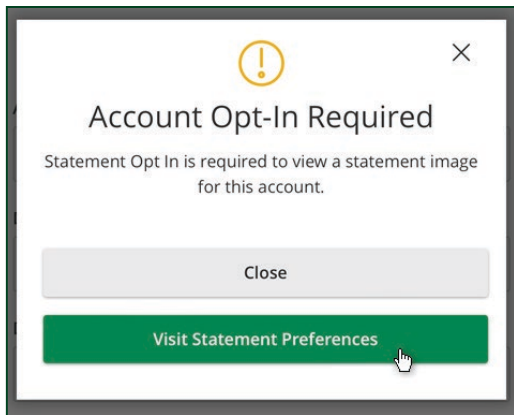 Account Opt-In Required
Statement Opt In is required to view a statement image
for this account.
Close
Visit Statement Preferences